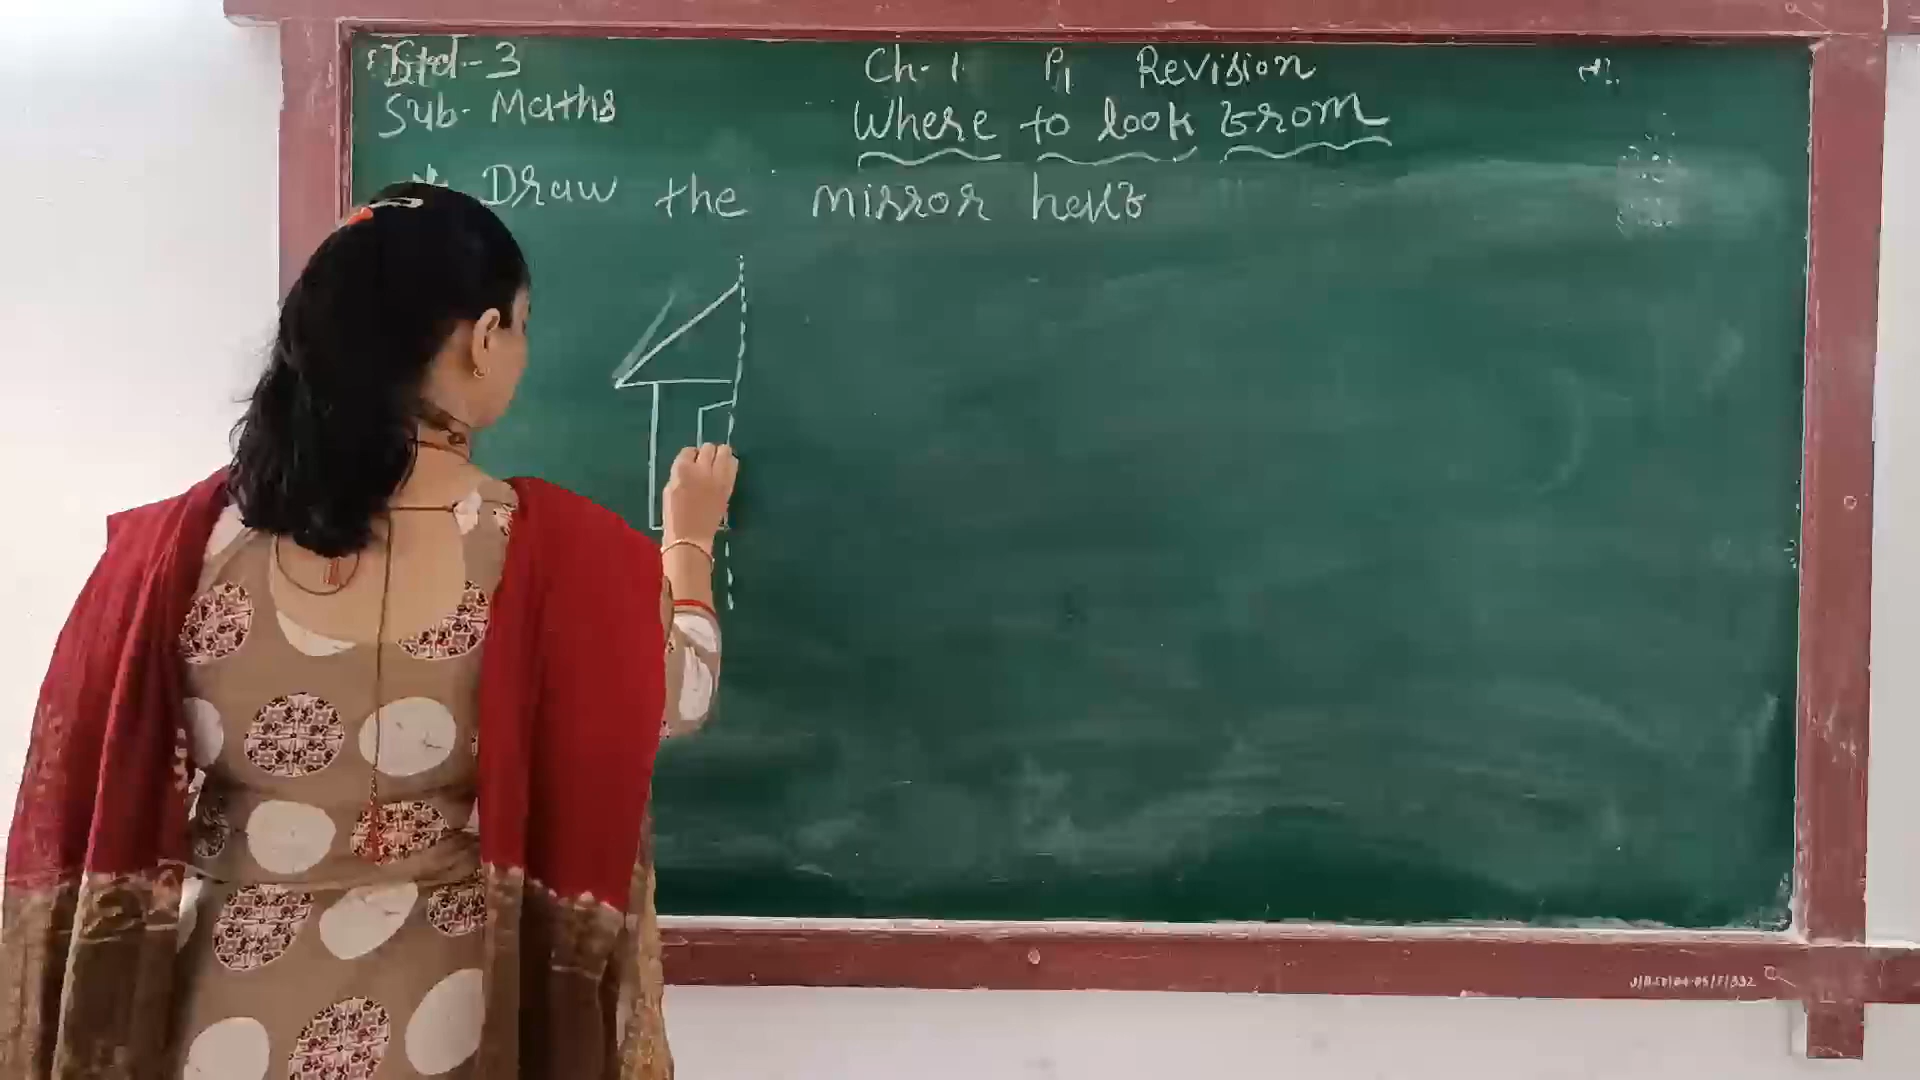 Std-3
Ch-1 P1 Revision
Sub- Maths
Where to look From
* Draw the mirror half